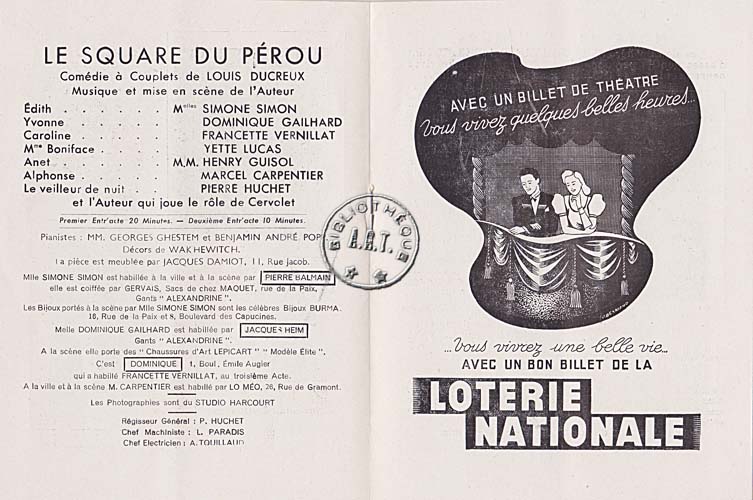 LE SQUARE DU PÉROU
Comédie à Couplets de LOUIS DUCREUX
Musique et mise en scène de l'Auteur
Édith . . . . . . Melles SIMONE SIMON
Yvonne . . . . . DOMINIQUE GAILHARD
Caroline . . . . . FRANCETTE VERNILLAT
Mme Boniface . . . . YETTE LUCAS
Anet . . . . . . M.M. HENRY GUISOL
Alphonse . . . . . MARCEL CARPENTIER
Le veilleur de nuit . . . PIERRE HUCHET
et l'Auteur qui joue le rôle de Cervolet
Premier Entr'acte 20 Minutes. — Deuxième Entr'acte 10 Minutes.
Pianistes : MM. GEORGES GHESTEM et BENJAMIN ANDRÉ POP
Décors de WAKHEWITCH.
La pièce est meublée par JACQUES DAMIOT, 11, Rue Jacob.
Mlle SIMONE SIMON est habillée à la ville et à la scène par PIERRE BALMAIN
elle est coiffée par GERVAIS, Sacs de chez MAQUET, rue de la Paix,
Gants "ALEXANDRINE".
Les Bijoux portés à la scène par Mlle SIMONE SIMON sont les célèbres Bijoux BURMA.
16, Rue de la Paix et 8, Boulevard des Capucines.
Melle DOMINIQUE GAILHARD est habillée par JACQUES HEIM
Gants "ALEXANDRINE".
A la scène elle porte des "Chaussures d'Art LEPICART" "Modèle Elite".
C'est DOMINIQUE 1, Boul. Émile Augier
qui a habillé FRANCETTE VERNILLAT, au troisième Acte.
A la ville et à la scène M. CARPENTIER est habillé par LO MÉO, 26, Rue de Gramont.
Les Photographies sont du STUDIO HARCOURT
Régisseur Général : P. HUCHET
Chef Machiniste : L. PARADIS
Chef Electricien : A. TOUILLAUD
BIBLIOTHÈQUE
A.R.T.
AVEC UN BILLET DE THÉATRE
vous vivez quelques belles heures...
...Vous vivrez une belle vie...
AVEC UN BON BILLET DE LA
LOTERIE
NATIONALE